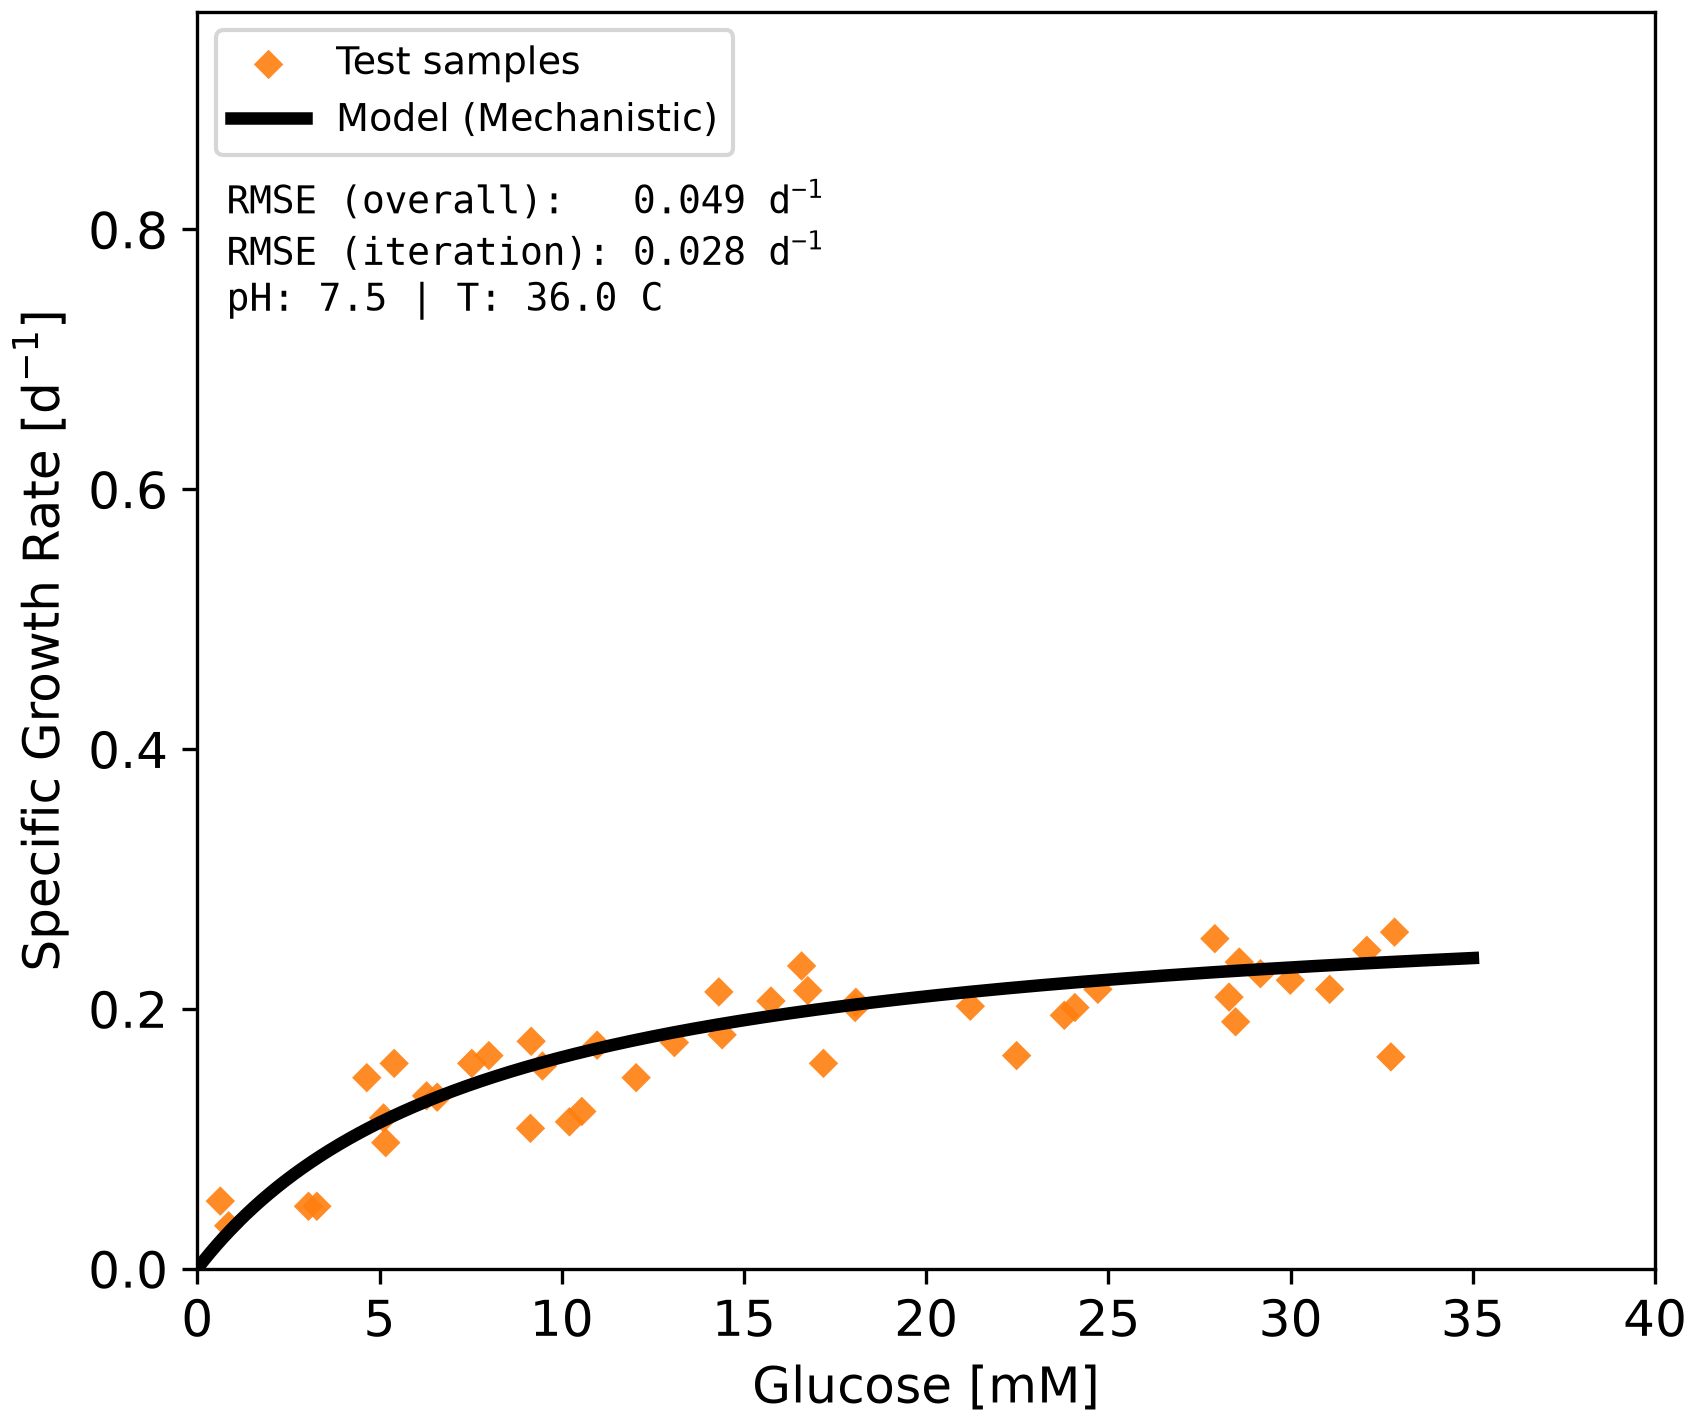 Test samples
Model (Mechanistic)
RMSE (overall):   0.049 d⁻¹
RMSE (iteration): 0.028 d⁻¹
pH: 7.5 | T: 36.0 C
Specific Growth Rate [d⁻¹]
0.8
0.6
0.4
0.2
0.0
0 5 10 15 20 25 30 35 40
Glucose [mM]